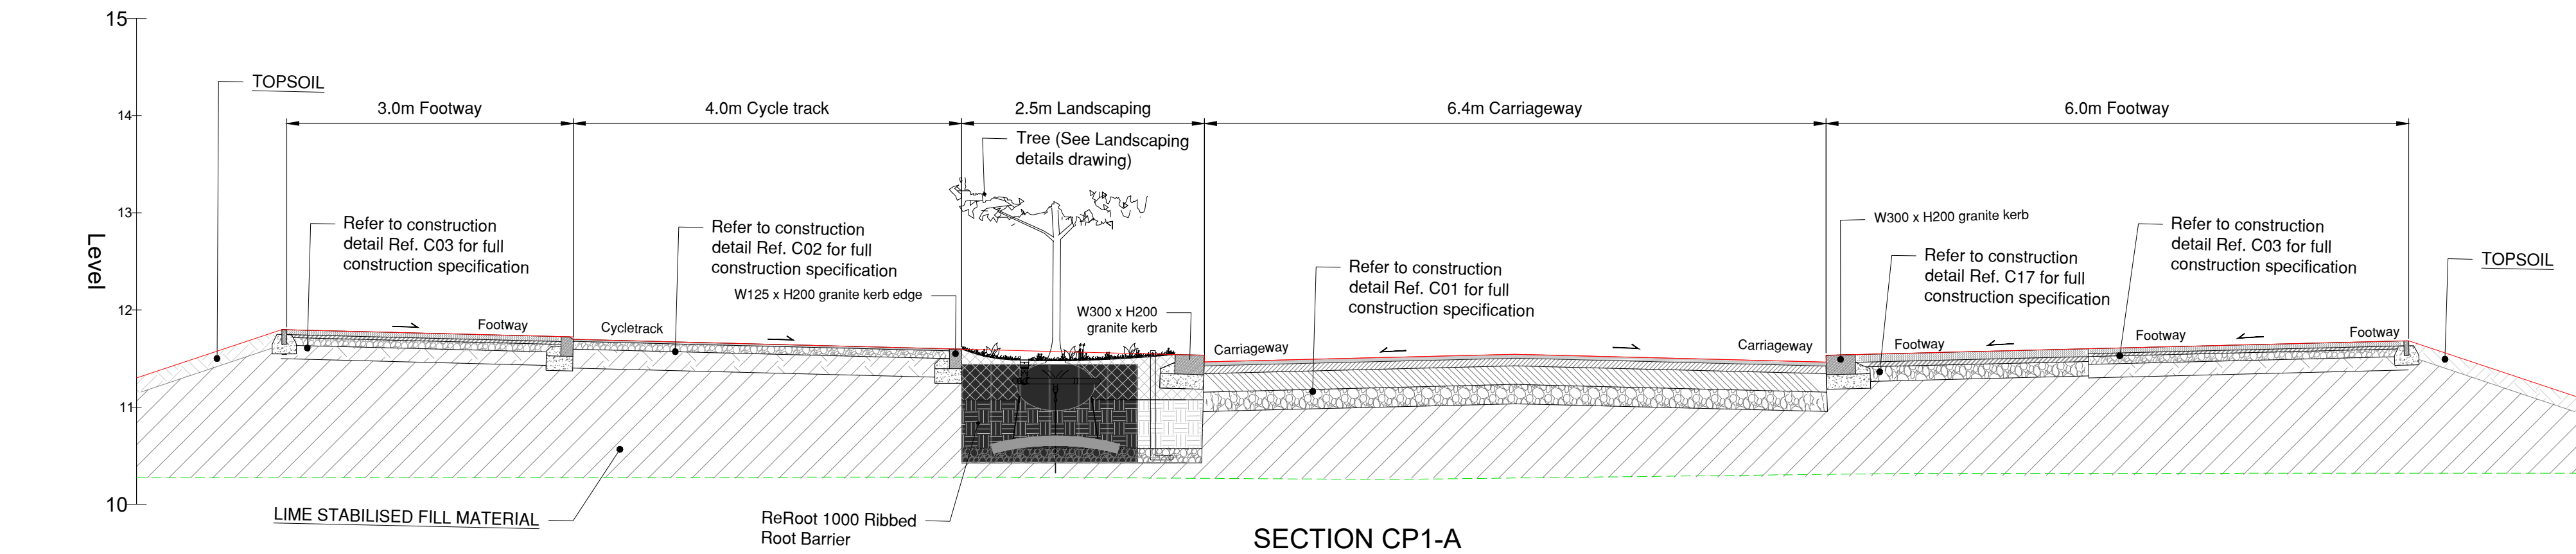 15
TOPSOIL
3.0m Footway
4.0m Cycle track
2.5m Landscaping
6.4m Carriageway
6.0m Footway
14
Tree (See Landscaping
details drawing)
13
Refer to construction
detail Ref. C03 for full
construction specification
Refer to construction
detail Ref. C02 for full
construction specification
W125 x H200 granite kerb edge
W300 x H200
granite kerb
Refer to construction
detail Ref. C01 for full
construction specification
W300 x H200 granite kerb
Refer to construction
detail Ref. C17 for full
construction specification
Refer to construction
detail Ref. C03 for full
construction specification
TOPSOIL
Level
12
Footway
Cycletrack
Carriageway
Carriageway
Footway
Footway
Footway
11
10
LIME STABILISED FILL MATERIAL
ReRoot 1000 Ribbed
Root Barrier
SECTION CP1-A